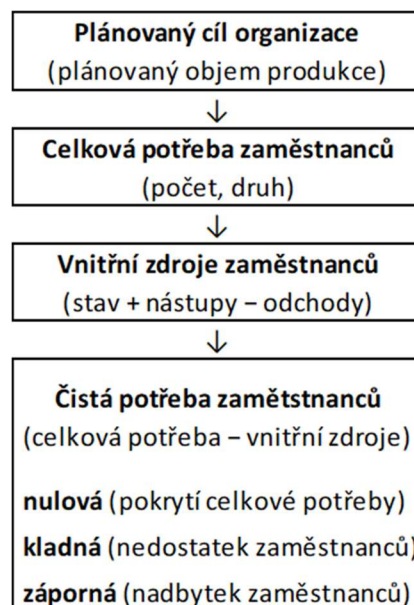 Plánovaný cíl organizace
(plánovaný objem produkce)
↓
Celková potřeba zaměstnanců
(počet, druh)
↓
Vnitřní zdroje zaměstnanců
(stav + nástupy − odchody)
↓
Čistá potřeba zamětstnanců
(celková potřeba − vnitřní zdroje)
nulová (pokrytí celkové potřeby)
kladná (nedostatek zaměstnanců)
záporná (nadbytek zaměstnanců)